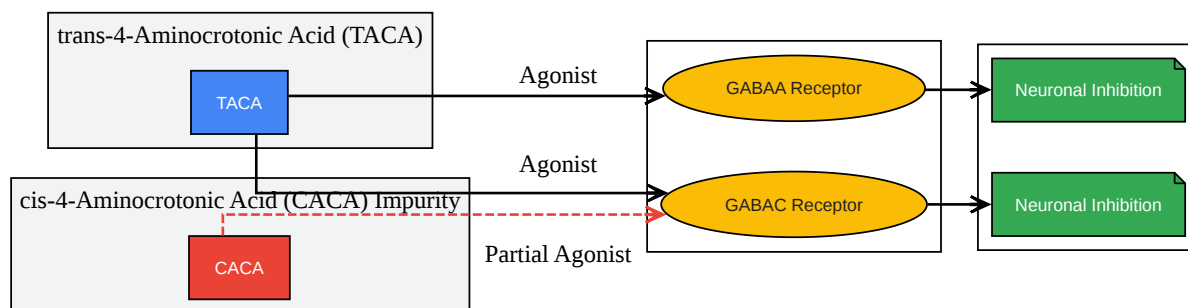 trans-4-Aminocrotonic Acid (TACA)
TACA
Agonist
GABAA Receptor
Neuronal Inhibition
Agonist
cis-4-Aminocrotonic Acid (CACA) Impurity
GABAC Receptor
Neuronal Inhibition
Partial Agonist
CACA